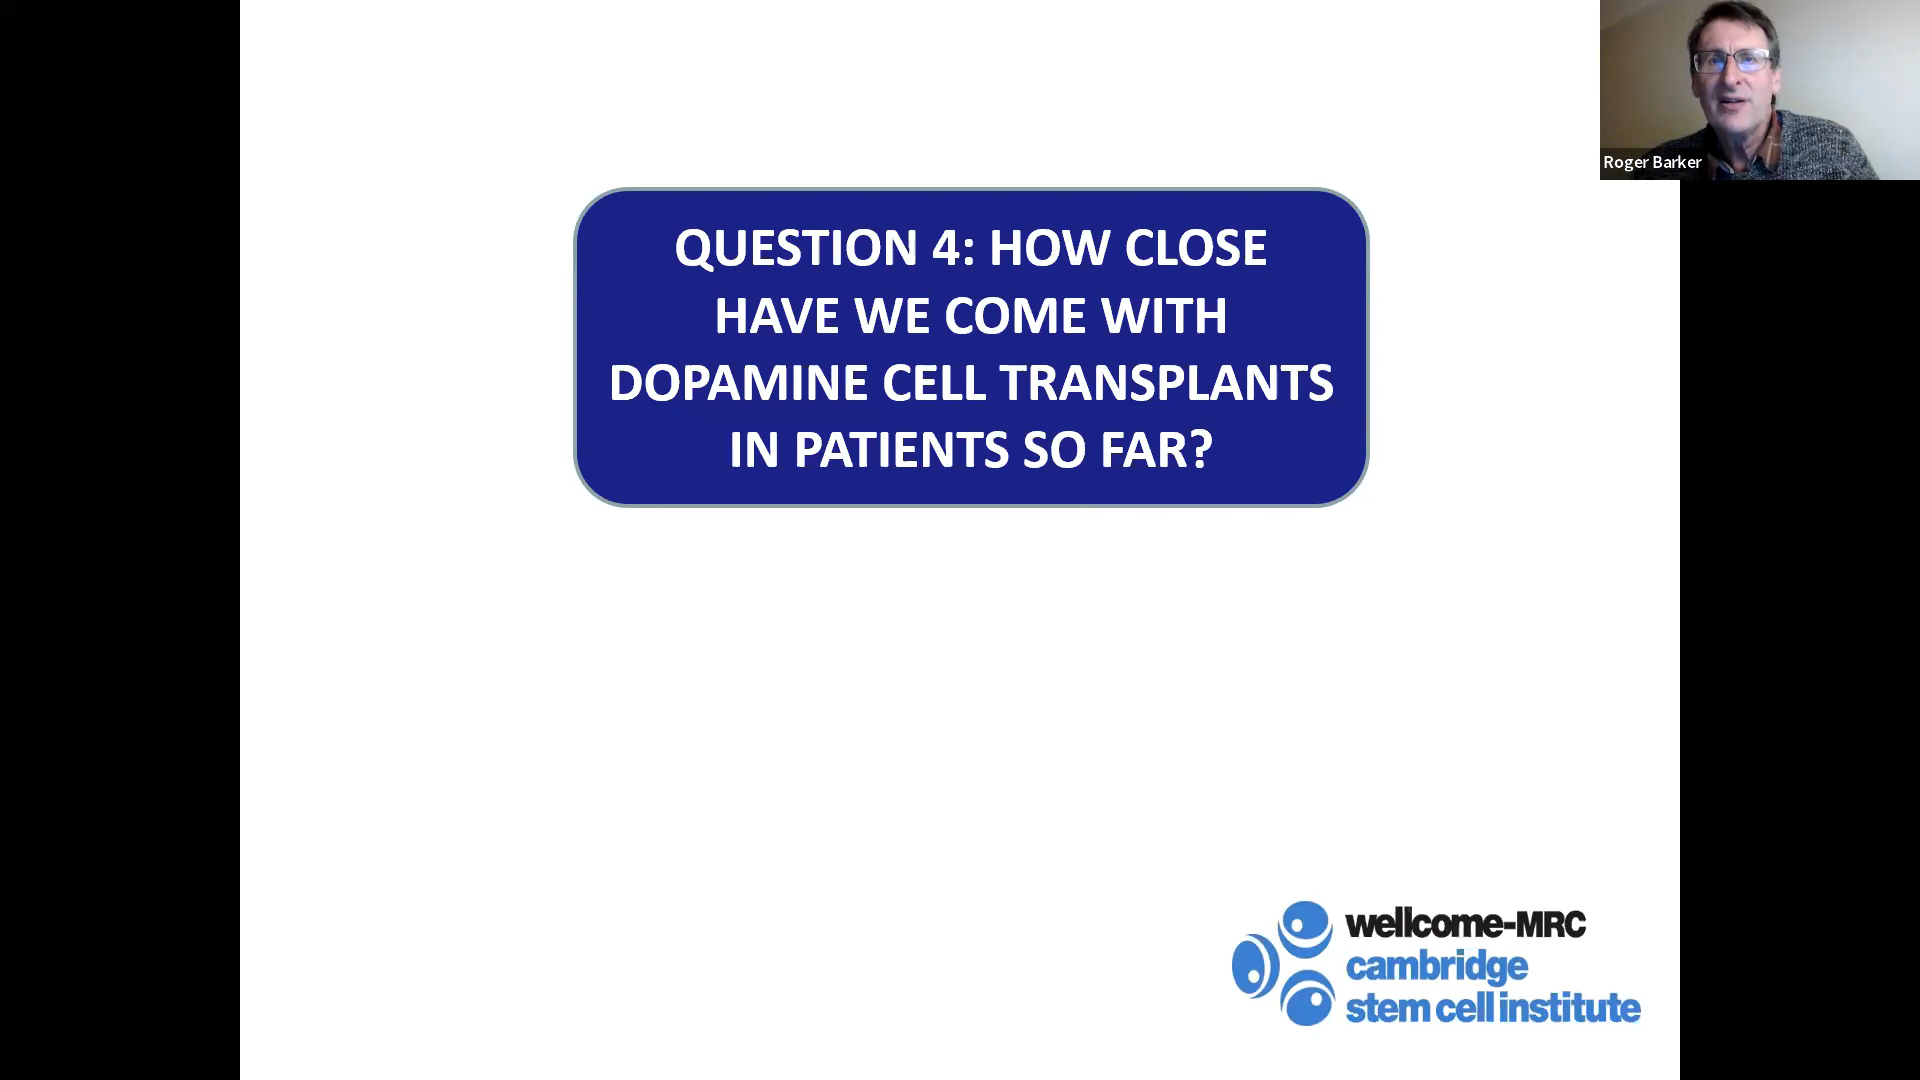 Roger Barker
QUESTION 4: HOW CLOSE
HAVE WE COME WITH
DOPAMINE CELL TRANSPLANTS
IN PATIENTS SO FAR?
wellcome-MRC
cambridge
stem cell institute